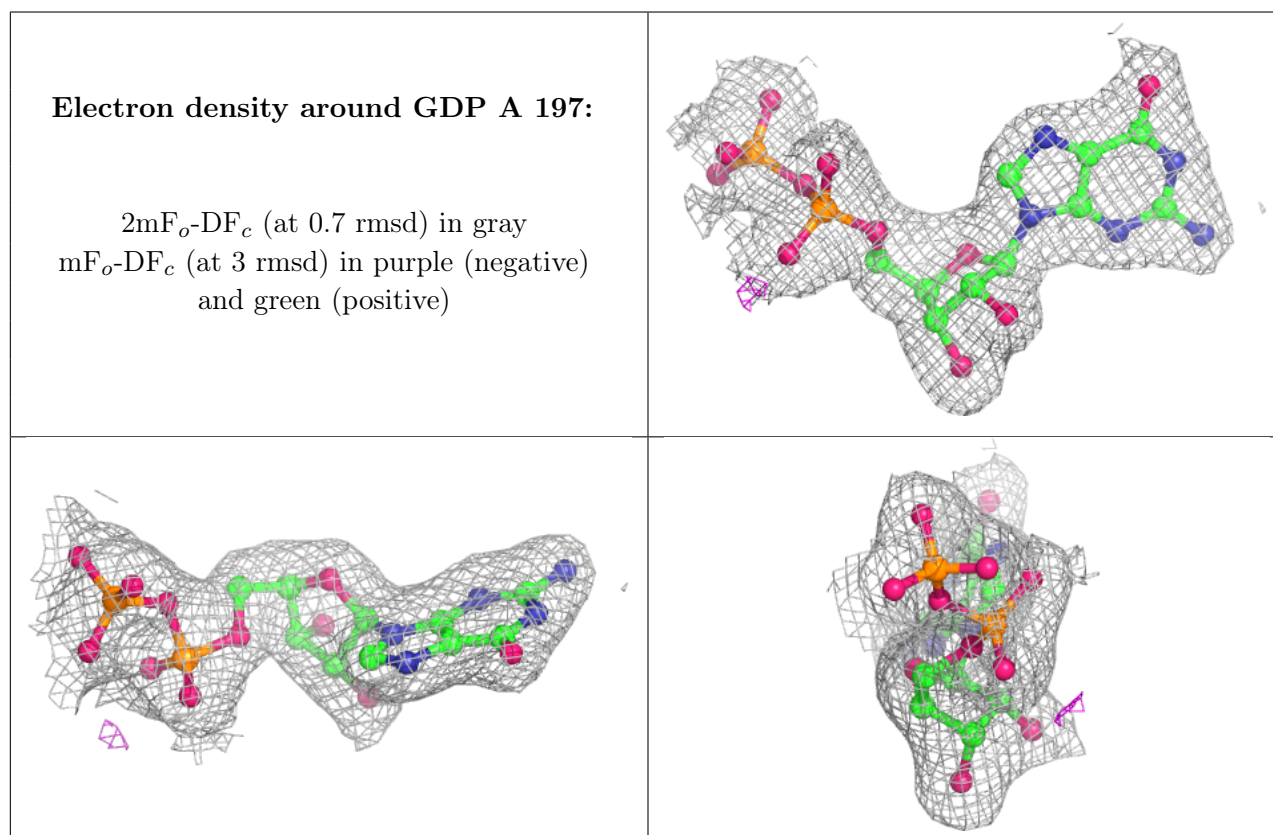 Electron density around GDP A 197:
2mFo-DFc (at 0.7 rmsd) in gray
mFo-DFc (at 3 rmsd) in purple (negative)
and green (positive)